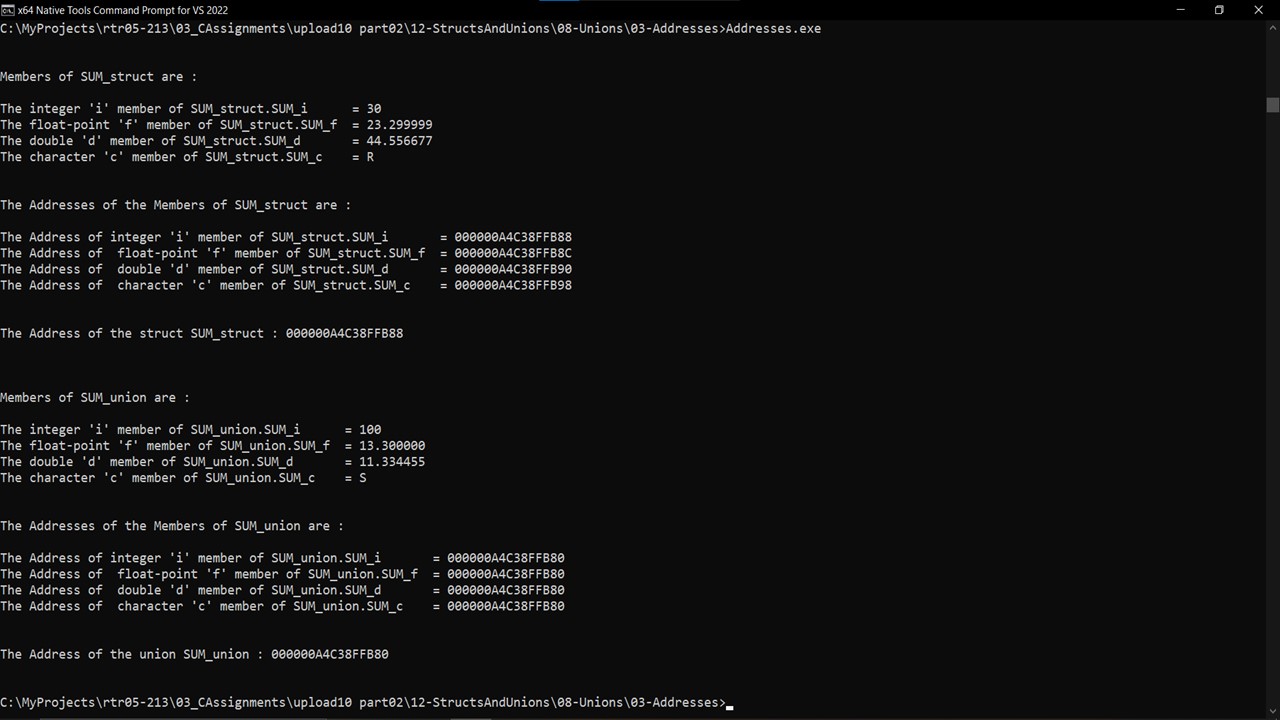 x64 Native Tools Command Prompt for VS 2022
C:\MyProjects\rtr05-213\03_CAssignments\upload10 part02\12-StructsAndUnions\08-Unions\03-Addresses>Addresses.exe
Members of SUM_struct are :
The integer 'i' member of SUM_struct.SUM_i      = 30
The float-point 'f' member of SUM_struct.SUM_f  = 23.299999
The double 'd' member of SUM_struct.SUM_d       = 44.556677
The character 'c' member of SUM_struct.SUM_c    = R
The Addresses of the Members of SUM_struct are :
The Address of integer 'i' member of SUM_struct.SUM_i       = 000000A4C38FFB88
The Address of  float-point 'f' member of SUM_struct.SUM_f  = 000000A4C38FFB8C
The Address of  double 'd' member of SUM_struct.SUM_d       = 000000A4C38FFB90
The Address of  character 'c' member of SUM_struct.SUM_c    = 000000A4C38FFB98
The Address of the struct SUM_struct : 000000A4C38FFB88
Members of SUM_union are :
The integer 'i' member of SUM_union.SUM_i      = 100
The float-point 'f' member of SUM_union.SUM_f  = 13.300000
The double 'd' member of SUM_union.SUM_d       = 11.334455
The character 'c' member of SUM_union.SUM_c    = S
The Addresses of the Members of SUM_union are :
The Address of integer 'i' member of SUM_union.SUM_i       = 000000A4C38FFB80
The Address of  float-point 'f' member of SUM_union.SUM_f  = 000000A4C38FFB80
The Address of  double 'd' member of SUM_union.SUM_d       = 000000A4C38FFB80
The Address of  character 'c' member of SUM_union.SUM_c    = 000000A4C38FFB80
The Address of the union SUM_union : 000000A4C38FFB80
C:\MyProjects\rtr05-213\03_CAssignments\upload10 part02\12-StructsAndUnions\08-Unions\03-Addresses>